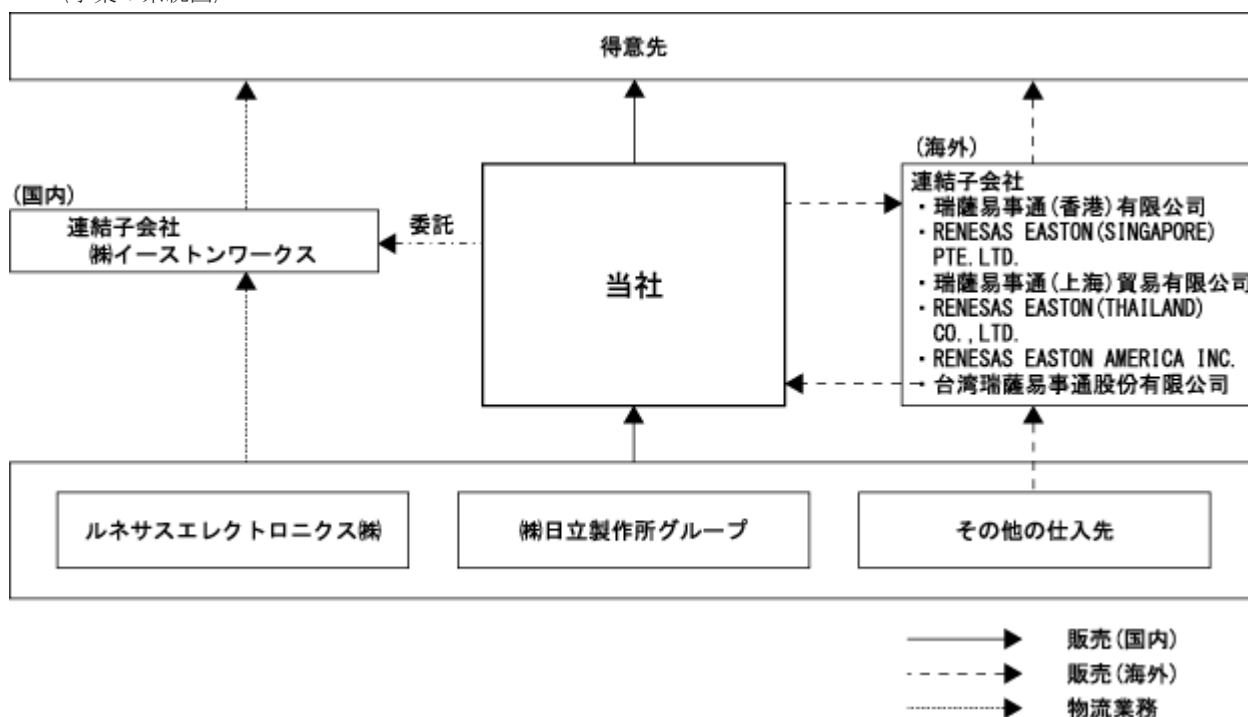 得意先
(国内)
連結子会社
㈱イーストンワークス
委託
当社
(海外)
連結子会社
・瑞薩易事通(香港)有限公司
・RENESAS EASTON(SINGAPORE)
PTE.LTD.
・瑞薩易事通(上海)貿易有限公司
・RENESAS EASTON(THAILAND)
CO.,LTD.
・RENESAS EASTON AMERICA INC.
・台湾瑞薩易事通股份有限公司
ルネサスエレクトロニクス㈱
㈱日立製作所グループ
その他の仕入先
販売(国内)
販売(海外)
物流業務